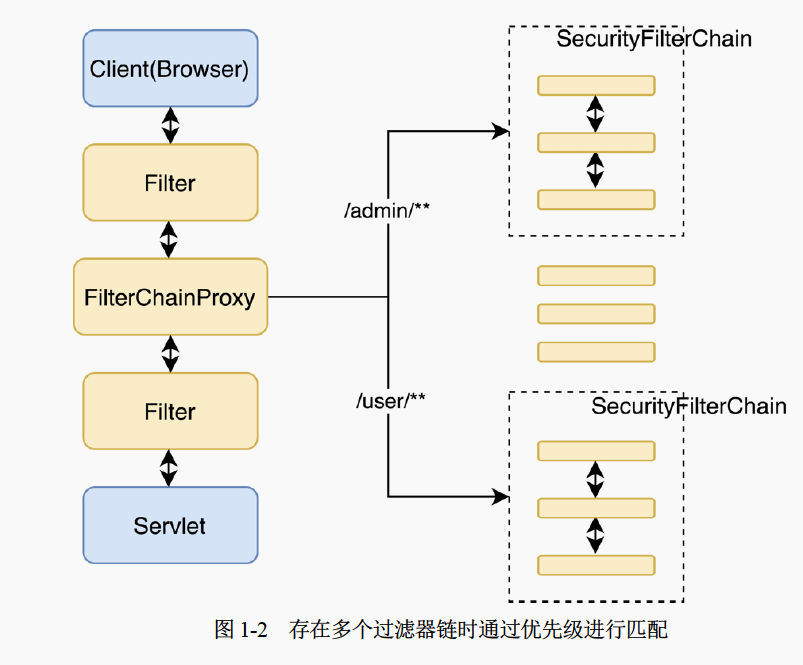 Client(Browser)
Filter
FilterChainProxy
Filter
Servlet
/admin/**
/user/**
SecurityFilterChain
SecurityFilterChain
图 1-2 存在多个过滤器链时通过优先级进行匹配